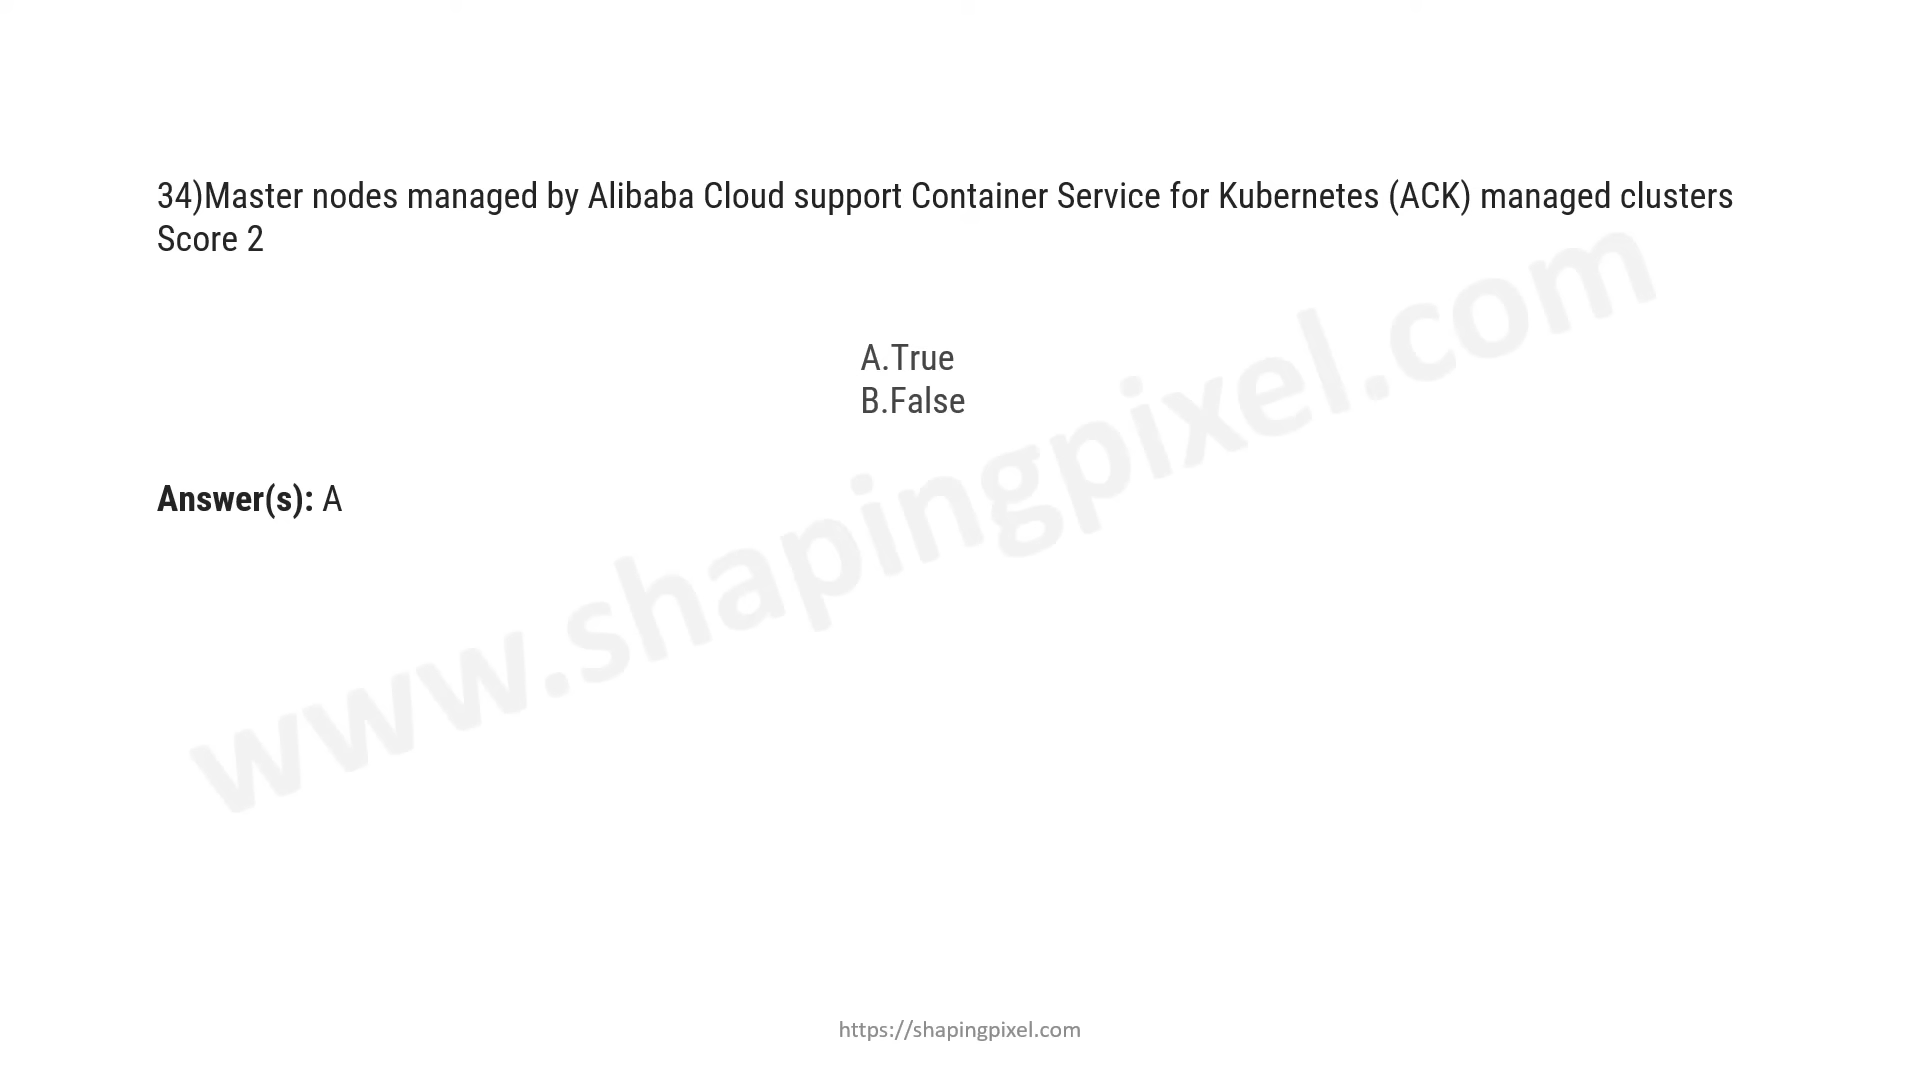 34)Master nodes managed by Alibaba Cloud support Container Service for Kubernetes (ACK) managed clusters
Score 2
A.True
B.False
Answer(s): A
www.shapingpixel.com
https://shapingpixel.com